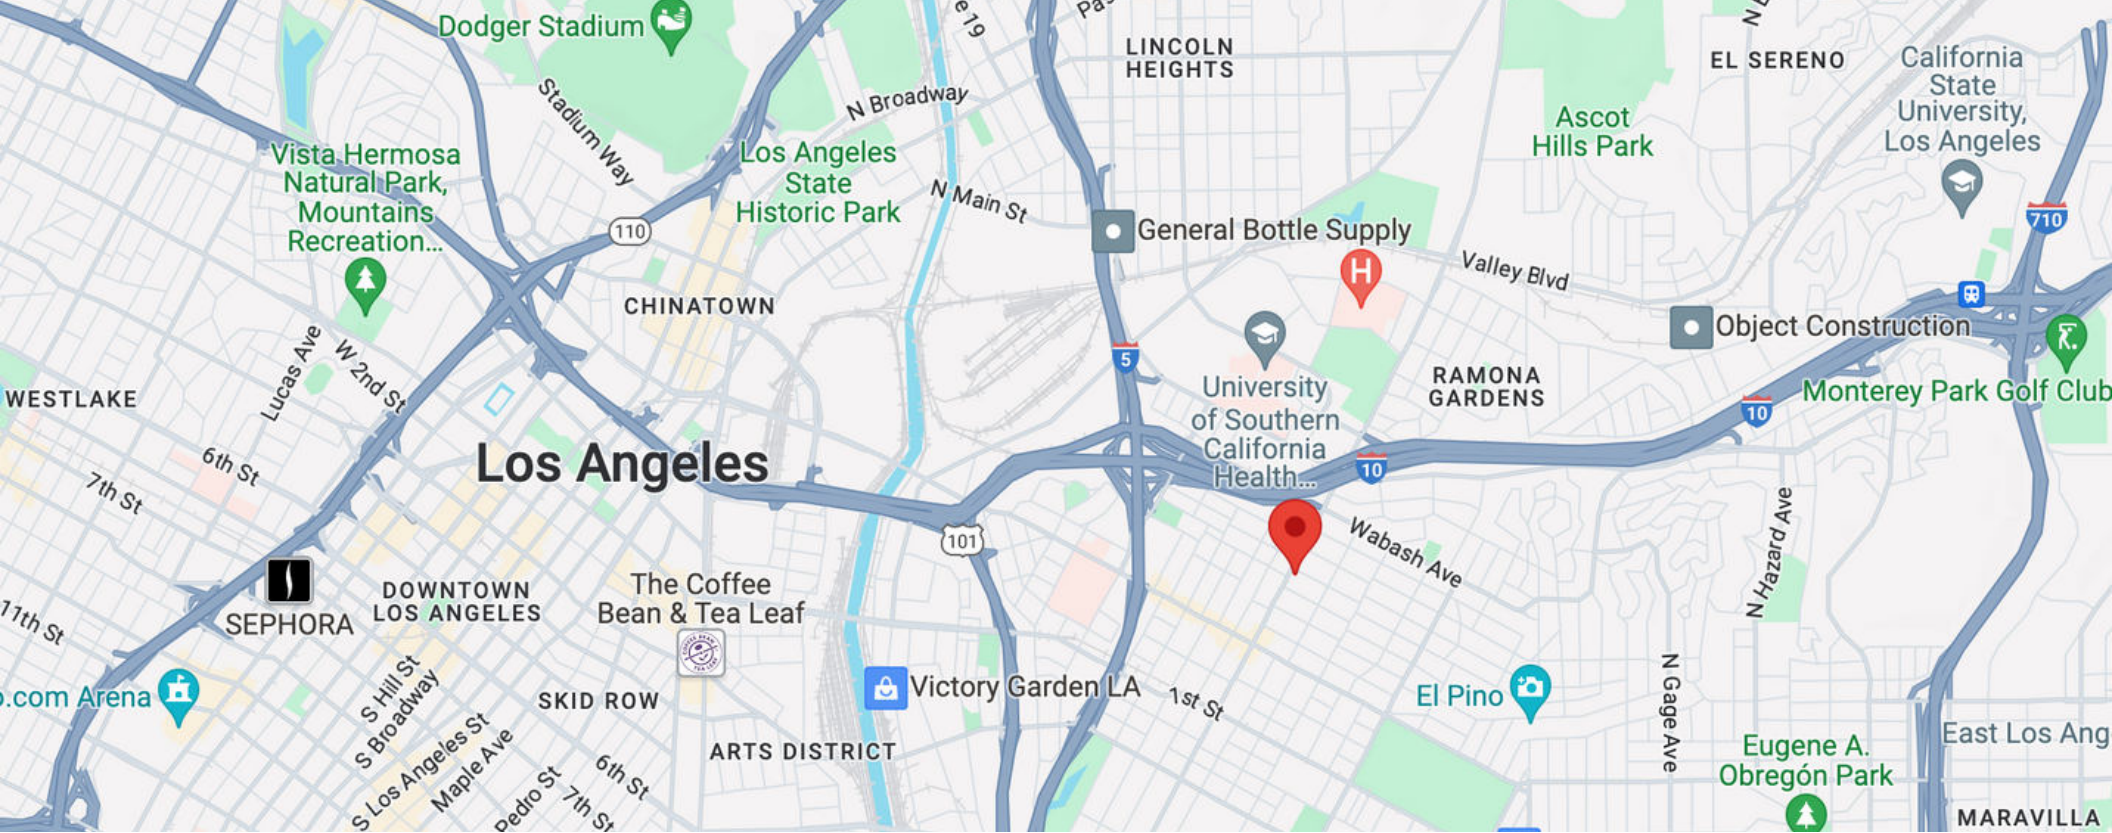 Dodger Stadium
e 19
Pas
LINCOLN
HEIGHTS
N E
EL SERENO
California
State
University,
Los Angeles
Stadium Way
N Broadway
Ascot
Hills Park
Vista Hermosa
Natural Park,
Mountains
Recreation...
Los Angeles
State
Historic Park
N Main St
110
General Bottle Supply
710
H
Valley Blvd
CHINATOWN
Object Construction
Lucas Ave
W 2nd St
5
WESTLAKE
University
of Southern
California
Health...
RAMONA
GARDENS
Monterey Park Golf Club
10
Los Angeles
10
6th St
7th St
101
Wabash Ave
N Hazard Ave
SEPHORA
DOWNTOWN
LOS ANGELES
The Coffee
Bean & Tea Leaf
11th St
o.com Arena
S Hill St
S Broadway
SKID ROW
Victory Garden LA
1st St
El Pino
N Gage Ave
S Los Angeles St
Maple Ave
ARTS DISTRICT
East Los Ang
Eugene A.
Obregón Park
6th St
7th St
Pedro St
MARAVILLA